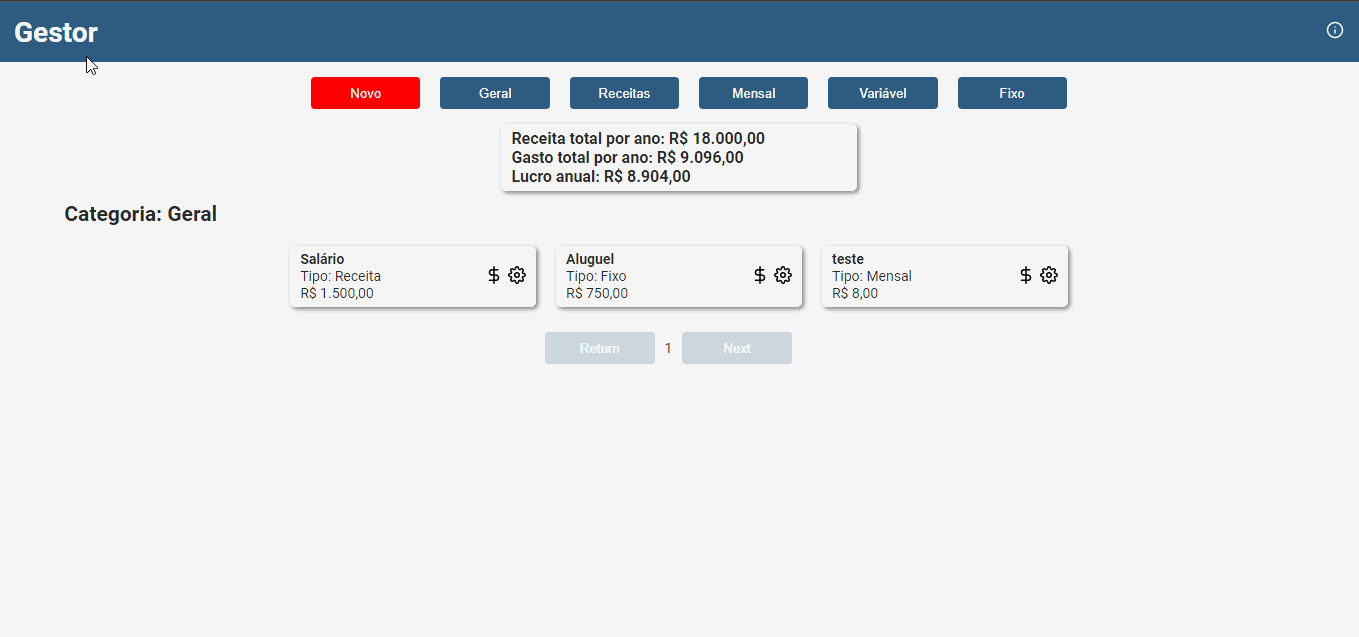 Gestor
Novo Geral Receitas Mensal Variável Fixo
Receita total por ano: R$ 18.000,00
Gasto total por ano: R$ 9.096,00
Lucro anual: R$ 8.904,00
Categoria: Geral
Salário
Tipo: Receita
R$ 1.500,00
Aluguel
Tipo: Fixo
R$ 750,00
teste
Tipo: Mensal
R$ 8,00
Return 1 Next